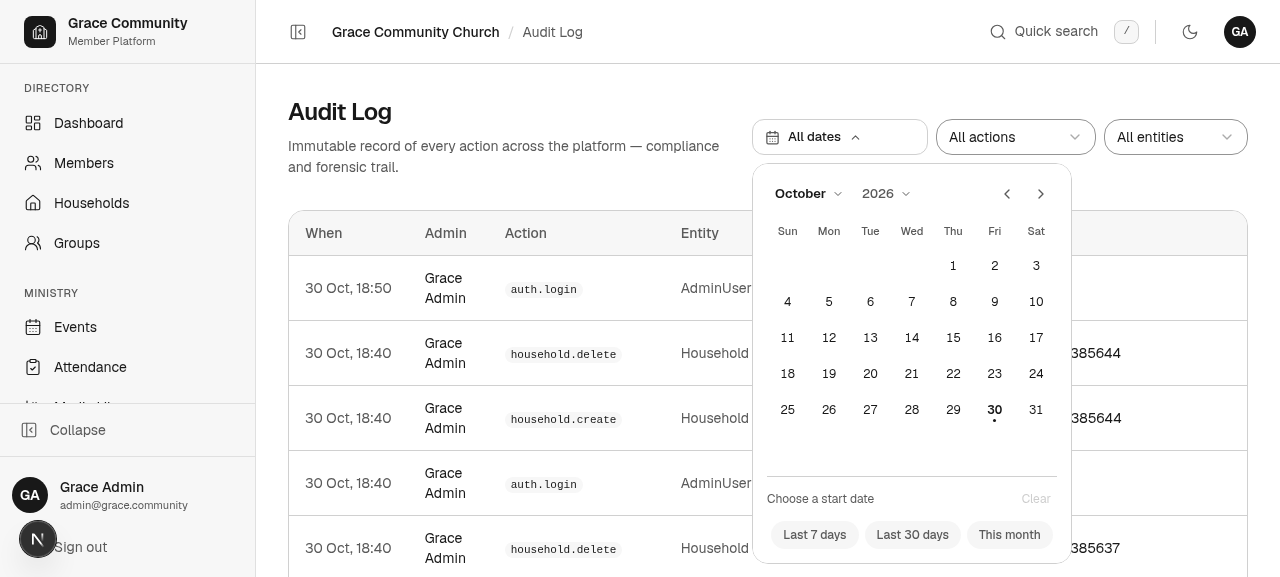 Grace Community
Member Platform
DIRECTORY
Dashboard
Members
Households
Groups
MINISTRY
Events
Attendance
Collapse
GA
Grace Admin
admin@grace.community
N
Sign out
Grace Community Church / Audit Log
Quick search /
GA
Audit Log
Immutable record of every action across the platform — compliance
and forensic trail.
All dates
All actions
All entities
When Admin Action Entity
30 Oct, 18:50 Grace Admin auth.login AdminUser
30 Oct, 18:40 Grace Admin household.delete Household 385644
30 Oct, 18:40 Grace Admin household.create Household 385644
30 Oct, 18:40 Grace Admin auth.login AdminUser
30 Oct, 18:40 Grace Admin household.delete Household 385637
October 2026
Sun Mon Tue Wed Thu Fri Sat
1 2 3
4 5 6 7 8 9 10
11 12 13 14 15 16 17
18 19 20 21 22 23 24
25 26 27 28 29 30 31
Choose a start date Clear
Last 7 days Last 30 days This month